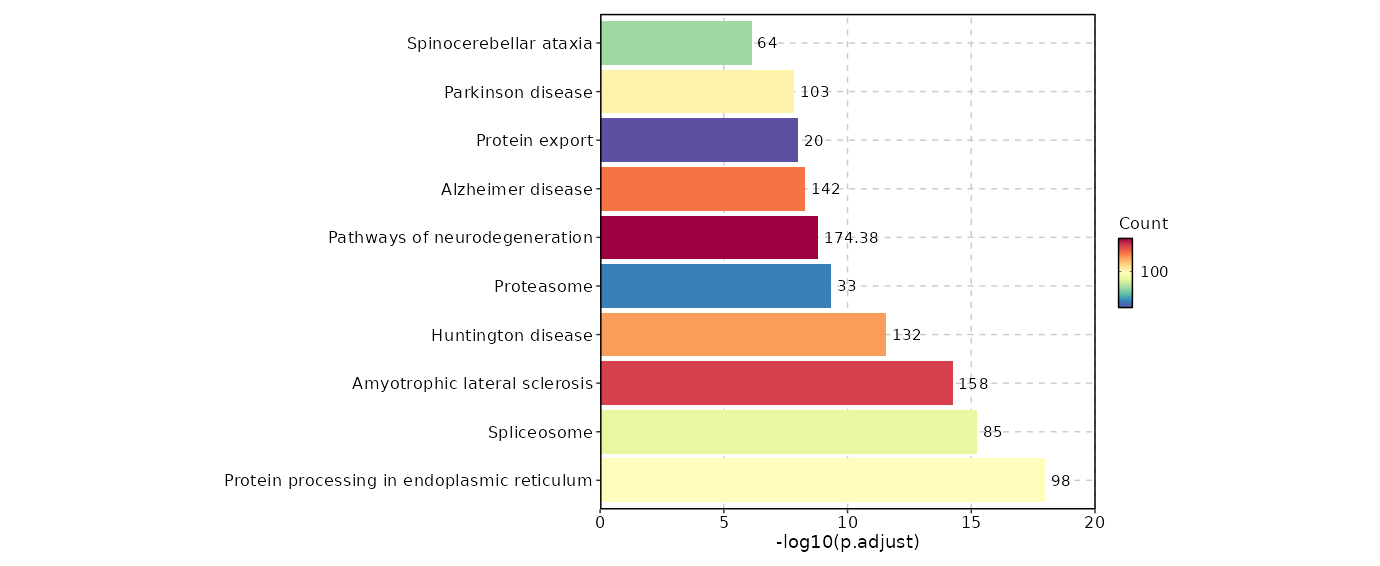 Spinocerebellar ataxia 64
Parkinson disease 103
Protein export 20
Alzheimer disease 142
Pathways of neurodegeneration 174.38
Proteasome 33
Huntington disease 132
Amyotrophic lateral sclerosis 158
Spliceosome 85
Protein processing in endoplasmic reticulum 98
0 5 10 15 20
-log10(p.adjust)
Count
100